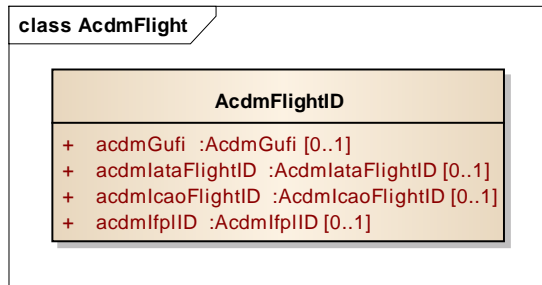 class AcdmFlight
AcdmFlightID
+ acdmGufi :AcdmGufi [0..1]
+ acdmIataFlightID :AcdmIataFlightID [0..1]
+ acdmIcaoFlightID :AcdmIcaoFlightID [0..1]
+ acdmIfplID :AcdmIfplID [0..1]